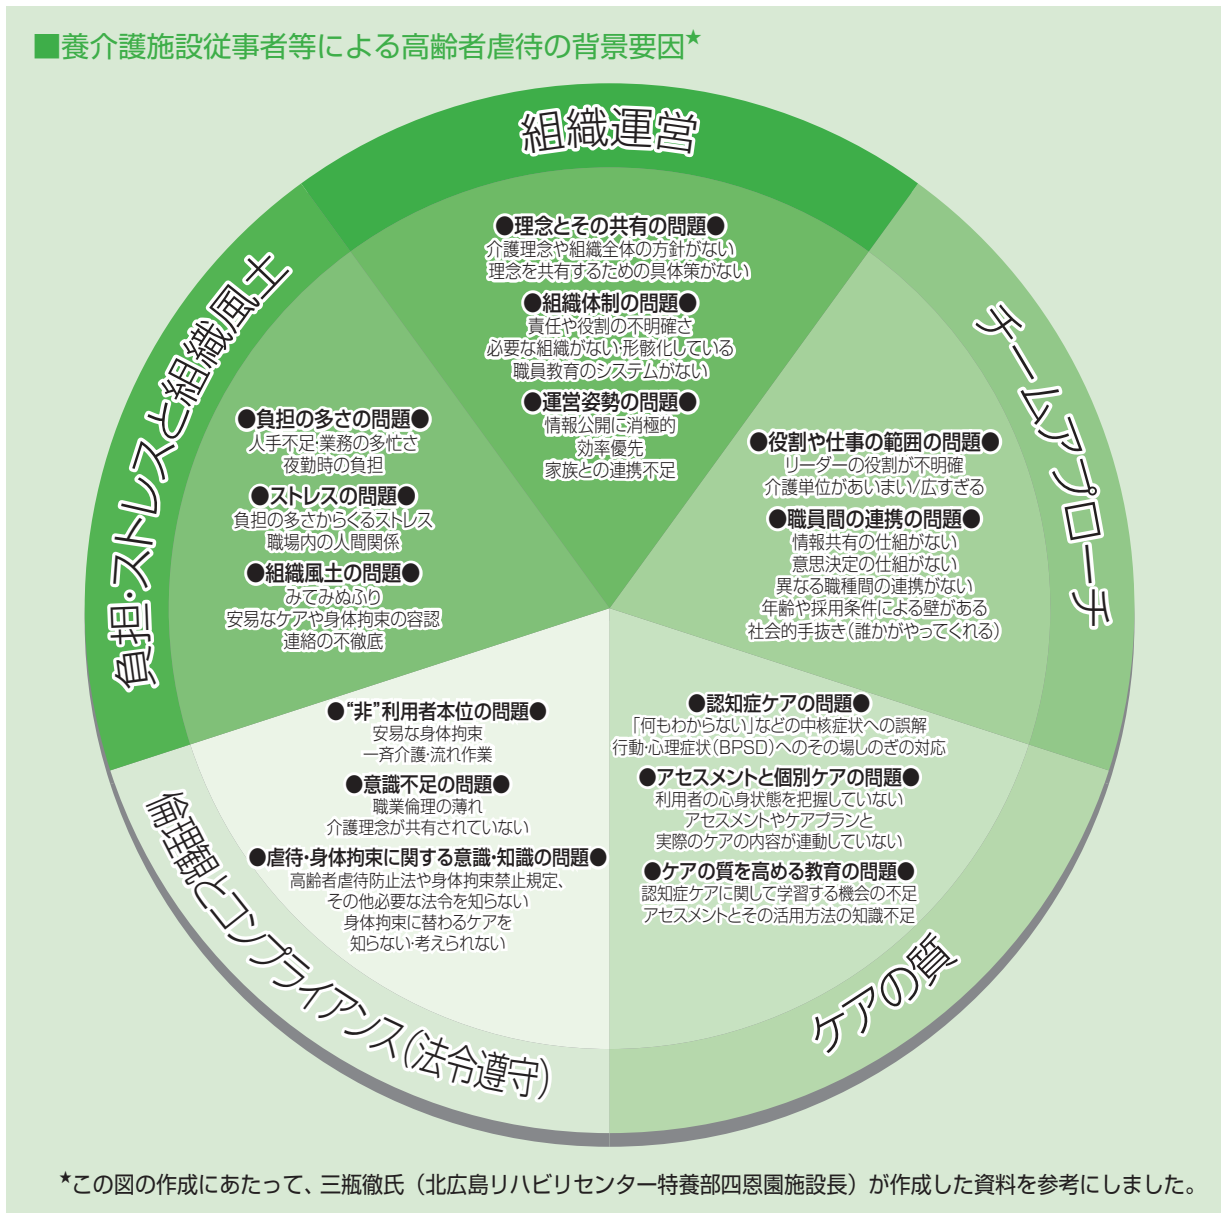 ■養介護施設従事者等による高齢者虐待の背景要因★
組織運営
●理念とその共有の問題●
介護理念や組織全体の方針がない
理念を共有するための具体策がない
●組織体制の問題●
責任や役割の不明確さ
必要な組織がない・形骸化している
職員教育のシステムがない
●運営姿勢の問題●
情報公開に消極的
効率優先
家族との連携不足
チームアプローチ
●役割や仕事の範囲の問題●
リーダーの役割が不明確
介護単位があいまい/広すぎる
●職員間の連携の問題●
情報共有の仕組がない
意思決定の仕組がない
異なる職種間の連携がない
年齢や採用条件による壁がある
社会的手抜き(誰かがやってくれる)
ケアの質
●認知症ケアの問題●
「何もわからない」などの中核症状への誤解
行動・心理症状(BPSD)へのその場しのぎの対応
●アセスメントと個別ケアの問題●
利用者の心身状態を把握していない
アセスメントやケアプランと
実際のケアの内容が連動していない
●ケアの質を高める教育の問題●
認知症ケアに関して学習する機会の不足
アセスメントとその活用方法の知識不足
倫理観とコンプライアンス(法令遵守)
●“非”利用者本位の問題●
安易な身体拘束
一斉介護・流れ作業
●意識不足の問題●
職業倫理の薄れ
介護理念が共有されていない
●虐待・身体拘束に関する意識・知識の問題●
高齢者虐待防止法や身体拘束禁止規定、
その他必要な法令を知らない
身体拘束に替わるケアを
知らない・考えられない
負担・ストレスと組織風土
●負担の多さの問題●
人手不足・業務の多忙さ
夜勤時の負担
●ストレスの問題●
負担の多さからくるストレス
職場内の人間関係
●組織風土の問題●
みてみぬふり
安易なケアや身体拘束の容認
連絡の不徹底
★この図の作成にあたって、三瓶徹氏（北広島リハビリセンター特養部四恩園施設長）が作成した資料を参考にしました。